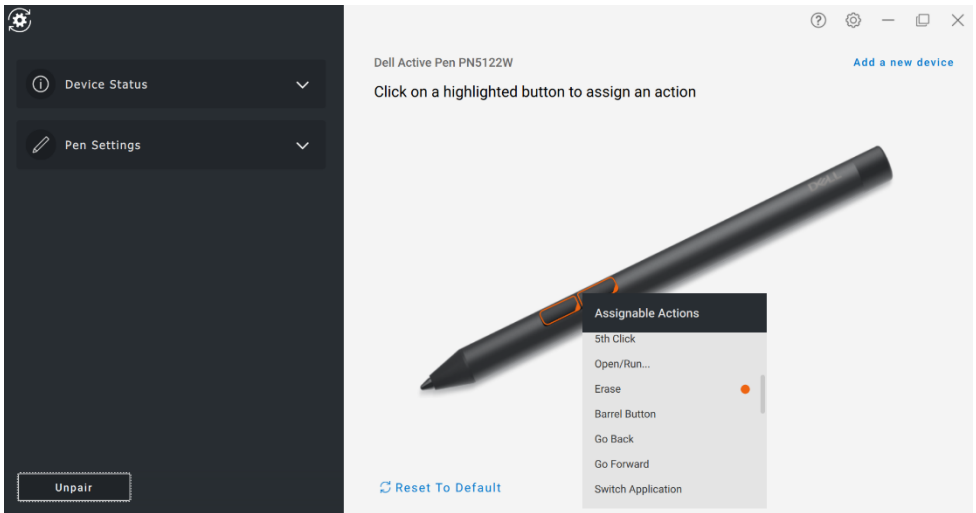 Device Status
Pen Settings
Unpair
Dell Active Pen PN5122W
Add a new device
Click on a highlighted button to assign an action
DELL
Assignable Actions
5th Click
Open/Run...
Erase
Barrel Button
Go Back
Go Forward
Switch Application
Reset To Default